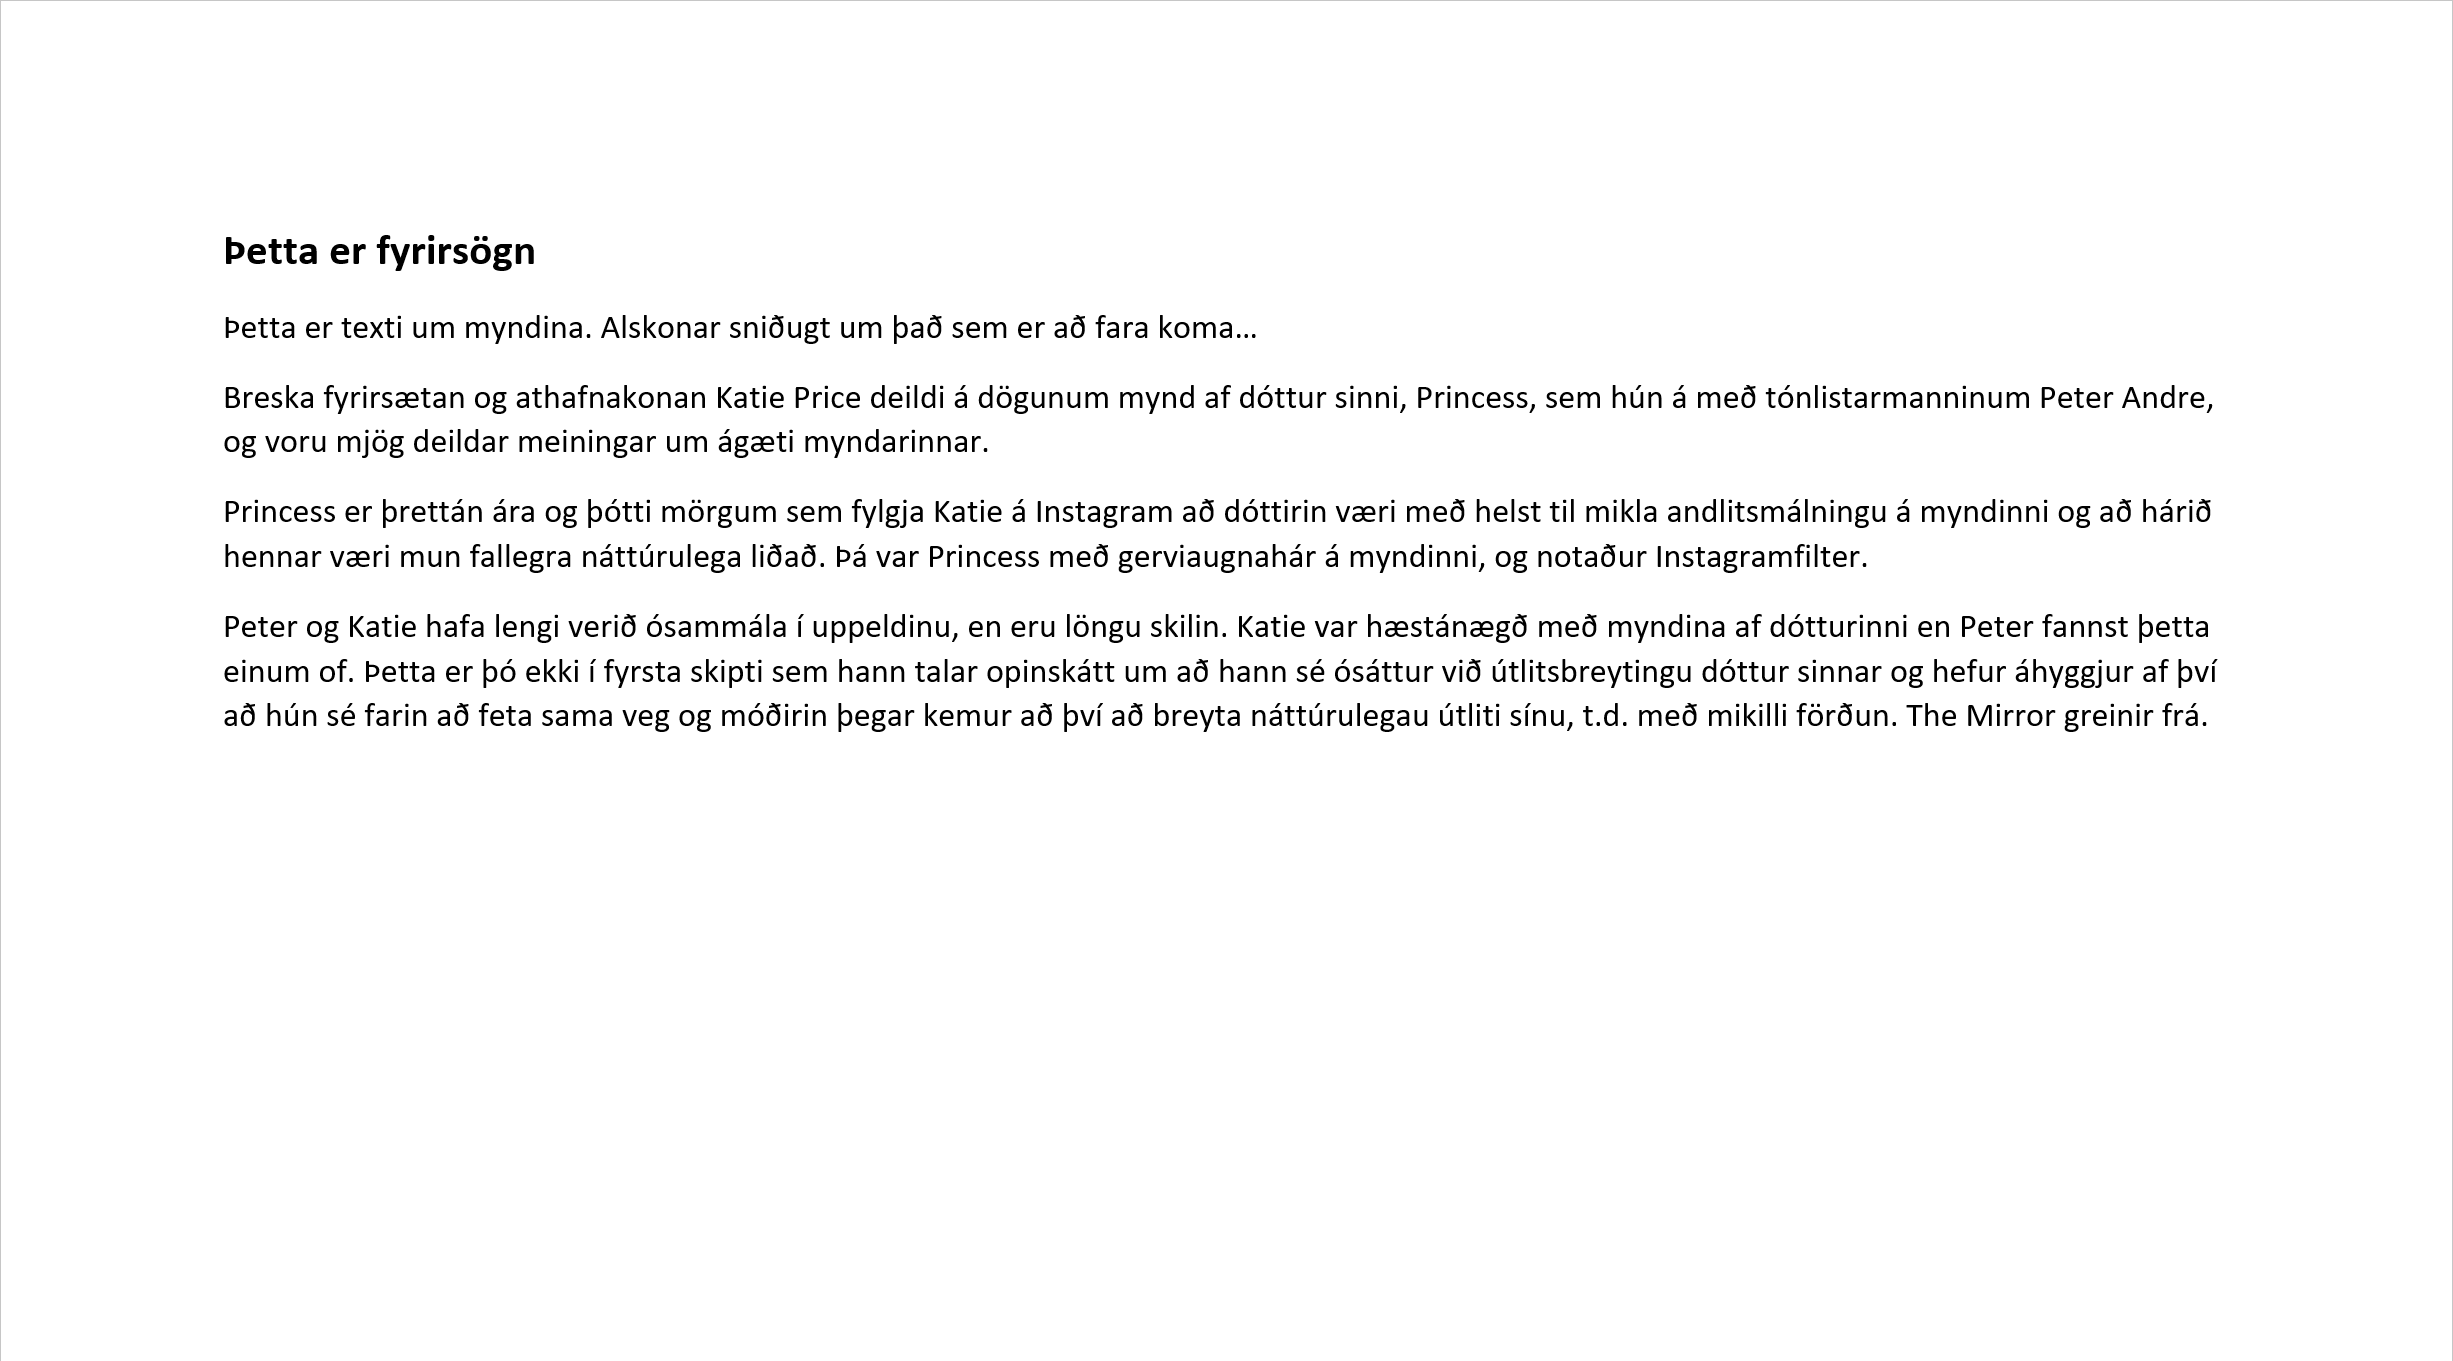 Þetta er fyrirsögn
Þetta er texti um myndina. Alskonar sniðugt um það sem er að fara koma…
Breska fyrirsætan og athafnakonan Katie Price deildi á dögunum mynd af dóttur sinni, Princess, sem hún á með tónlistarmanninum Peter Andre,
og voru mjög deildar meiningar um ágæti myndarinnar.
Princess er þrettán ára og þótti mörgum sem fylgja Katie á Instagram að dóttirin væri með helst til mikla andlitsmálningu á myndinni og að hárið
hennar væri mun fallegra náttúrulega liðað. Þá var Princess með gerviaugnahár á myndinni, og notaður Instagramfilter.
Peter og Katie hafa lengi verið ósammála í uppeldinu, en eru löngu skilin. Katie var hæstánægð með myndina af dótturinni en Peter fannst þetta
einum of. Þetta er þó ekki í fyrsta skipti sem hann talar opinskátt um að hann sé ósáttur við útlitsbreytingu dóttur sinnar og hefur áhyggjur af því
að hún sé farin að feta sama veg og móðirin þegar kemur að því að breyta náttúrulegau útliti sínu, t.d. með mikilli förðun. The Mirror greinir frá.